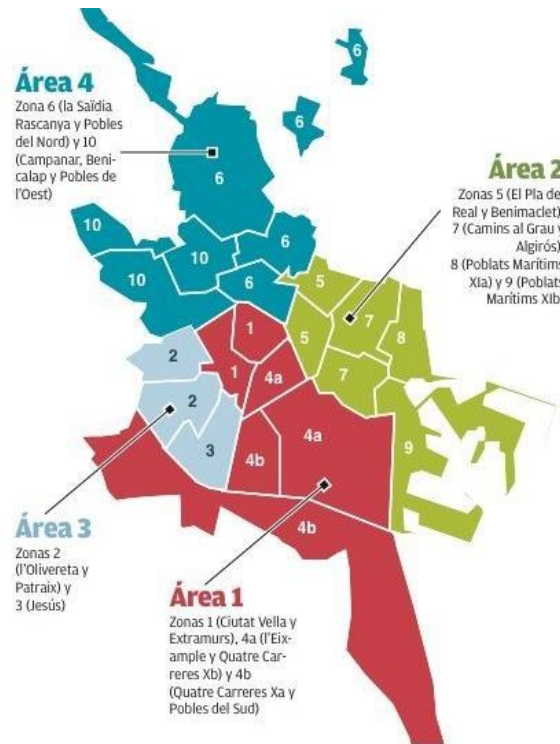 Área 4
Zona 6 (la Saïdia
Rascanya y Pobles
del Nord) y 10
(Campanar, Beni-
calap y Pobles de
l'Oest)
6
6
6
Área 2
Zonas 5 (El Pla de
Real y Benimaclet)
7 (Camins al Grau y
Algirós)
8 (Poblats Marítims
XIa) y 9 (Poblats
Marítims XIb
10
10
10
6
6
5
7
5
8
7
1
1
4a
2
2
3
4b
4a
9
4b
Área 3
Zonas 2
(l'Olivereta y
Patraix) y
3 (Jesús)
Área 1
Zonas 1 (Ciutat Vella y
Extramurs), 4a (l'Eix-
ample y Quatre Car-
reres Xb) y 4b
(Quatre Carreres Xa y
Pobles del Sud)